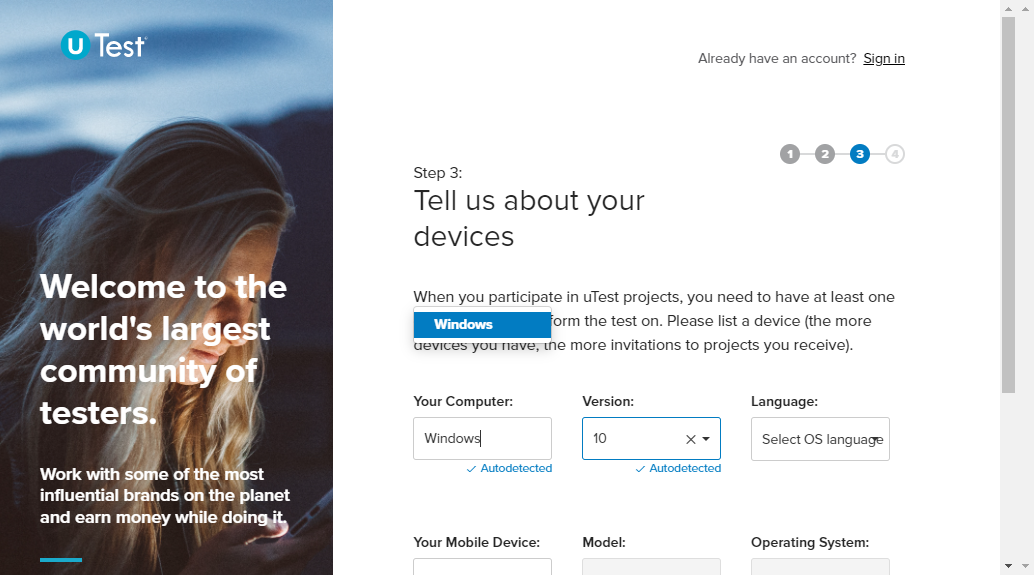 U Test
Already have an account? Sign in
1 2 3 4
Step 3:
Tell us about your
devices
Welcome to the
world's largest
community of
testers.
Work with some of the most
influential brands on the planet
and earn money while doing it.
When you participate in uTest projects, you need to have at least one
Windows
form the test on. Please list a device (the more
devices you have, the more invitations to projects you receive).
Your Computer: Version: Language:
Windows 10 Select OS language
Autodetected Autodetected
Your Mobile Device: Model: Operating System: